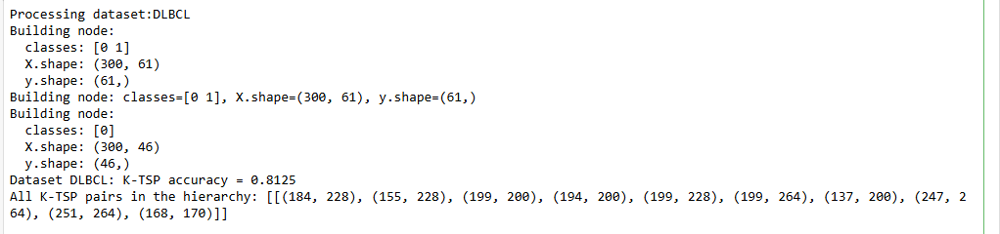 Processing dataset:DLBCL
Building node:
  classes: [0 1]
  X.shape: (300, 61)
  y.shape: (61,)
Building node: classes=[0 1], X.shape=(300, 61), y.shape=(61,)
Building node:
  classes: [0]
  X.shape: (300, 46)
  y.shape: (46,)
Dataset DLBCL: K-TSP accuracy = 0.8125
All K-TSP pairs in the hierarchy: [[(184, 228), (155, 228), (199, 200), (194, 200), (199, 228), (199, 264), (137, 200), (247, 2
64), (251, 264), (168, 170)]]